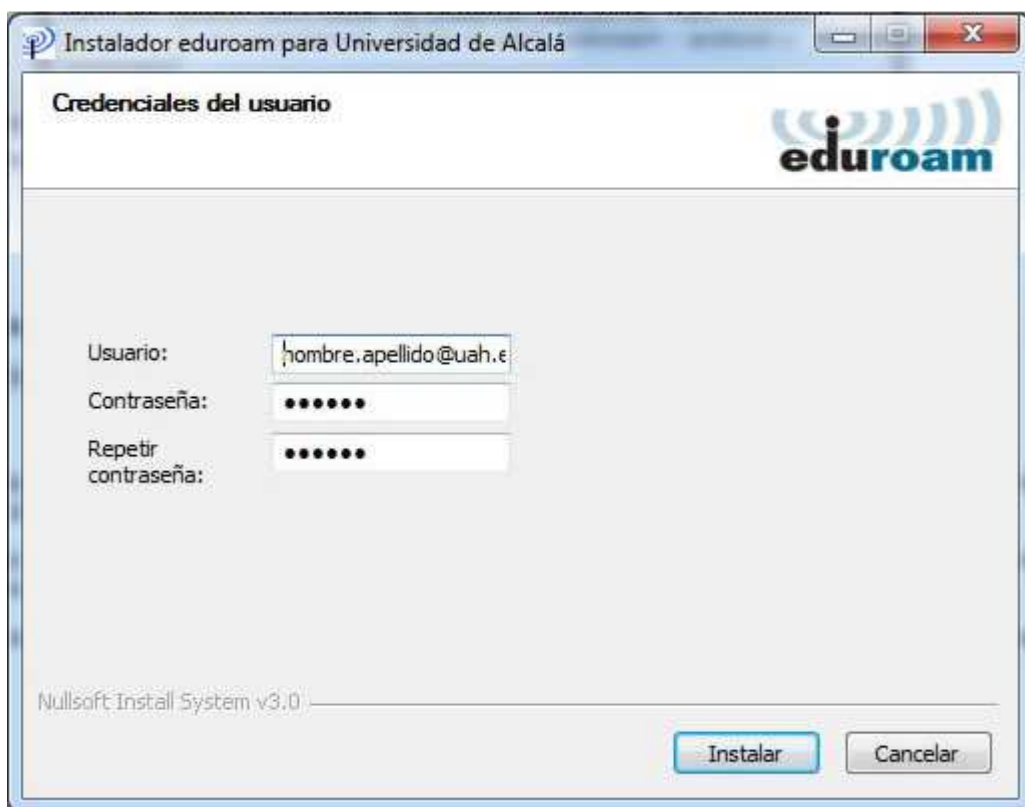 Instalador eduroam para Universidad de Alcalá
Credenciales del usuario
eduroam
Usuario:
nombre.apellido@uah.e
Contraseña:
●●●●●●
Repetir
contraseña:
●●●●●●
Nullsoft Install System v3.0
Instalar
Cancelar